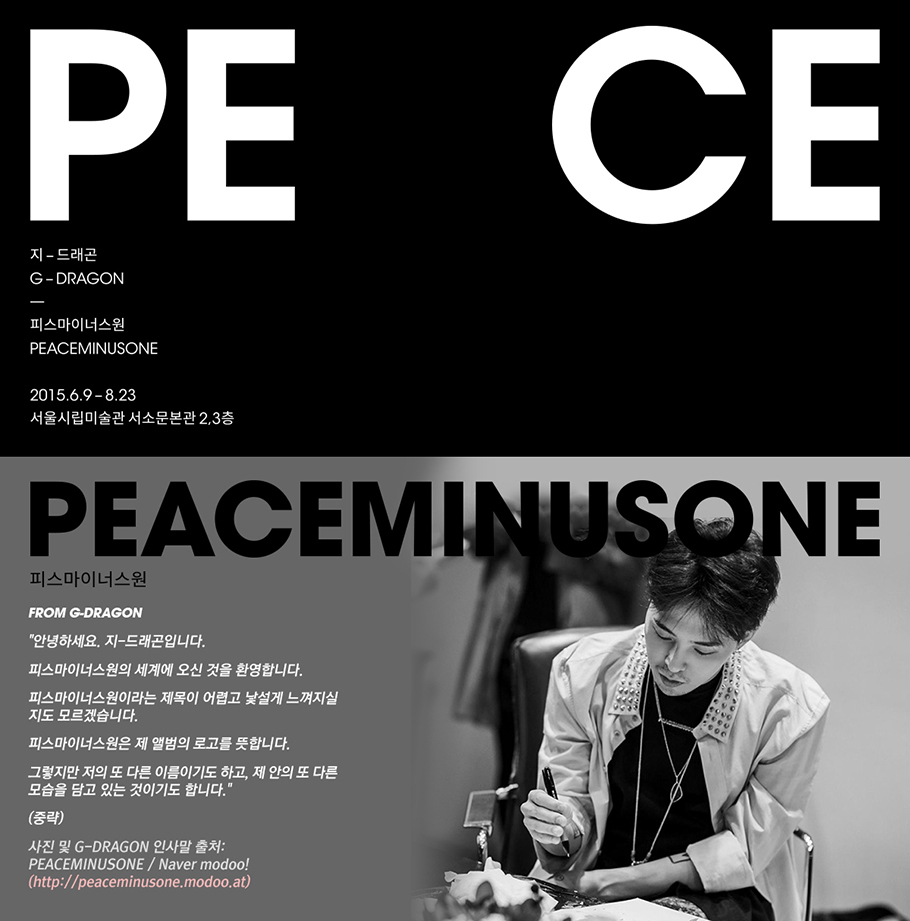 PE CE
지 – 드래곤
G – DRAGON
—
피스마이너스원
PEACEMINUSONE
2015.6.9 – 8.23
서울시립미술관 서소문본관 2,3층
PEACEMINUSONE
피스마이너스원
FROM G-DRAGON
"안녕하세요. 지-드래곤입니다.
피스마이너스원의 세계에 오신 것을 환영합니다.
피스마이너스원이라는 제목이 어렵고 낯설게 느껴지실
지도 모르겠습니다.
피스마이너스원은 제 앨범의 로고를 뜻합니다.
그렇지만 저의 또 다른 이름이기도 하고, 제 안의 또 다른
모습을 담고 있는 것이기도 합니다."
(중략)
사진 및 G-DRAGON 인사말 출처:
PEACEMINUSONE / Naver modoo!
(http://peaceminusone.modoo.at)